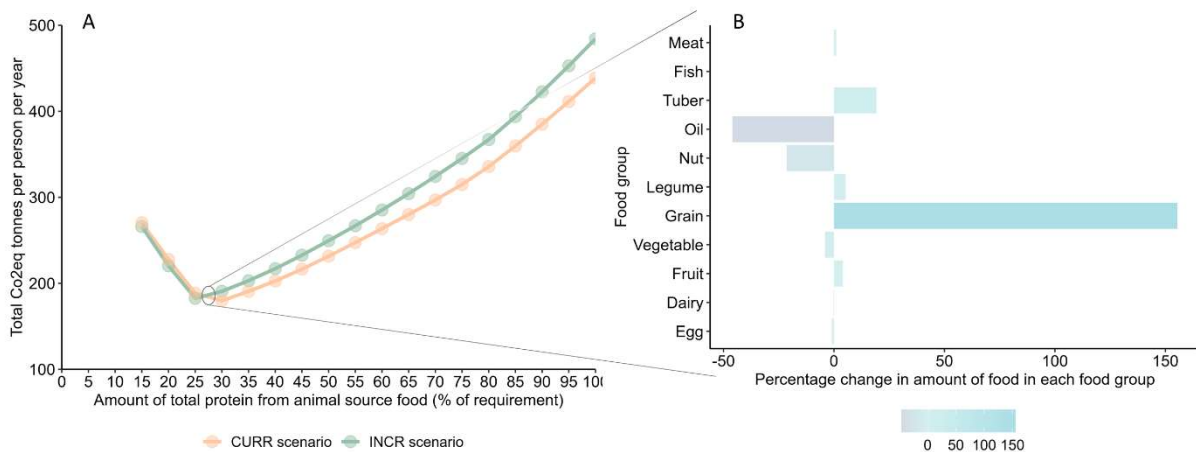 A
Total Co2eq tonnes per person per year
500
400
300
200
100
0 5 10 15 20 25 30 35 40 45 50 55 60 65 70 75 80 85 90 95 100
Amount of total protein from animal source food (% of requirement)
CURR scenario INCR scenario
B
Food group
Meat
Fish
Tuber
Oil
Nut
Legume
Grain
Vegetable
Fruit
Dairy
Egg
-50 0 50 100 150
Percentage change in amount of food in each food group
0 50 100 150